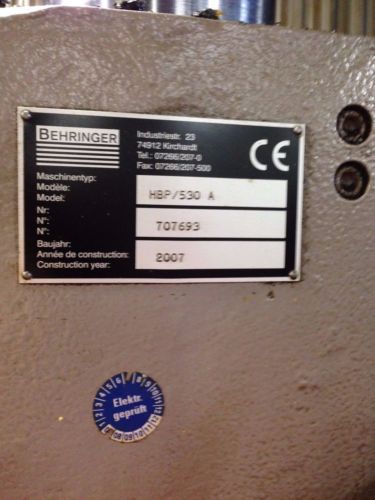 BEHRINGER
Industriestr. 23
74912 Kirchardt
Tel.: 07266/207-0
Fax: 07266/207-500
CE
Maschinentyp:
Modèle:
Model: HBP/530 A
Nr:
N°: 707693
N°:
Baujahr:
Année de construction: 2007
Construction year:
Elektr.
geprüft